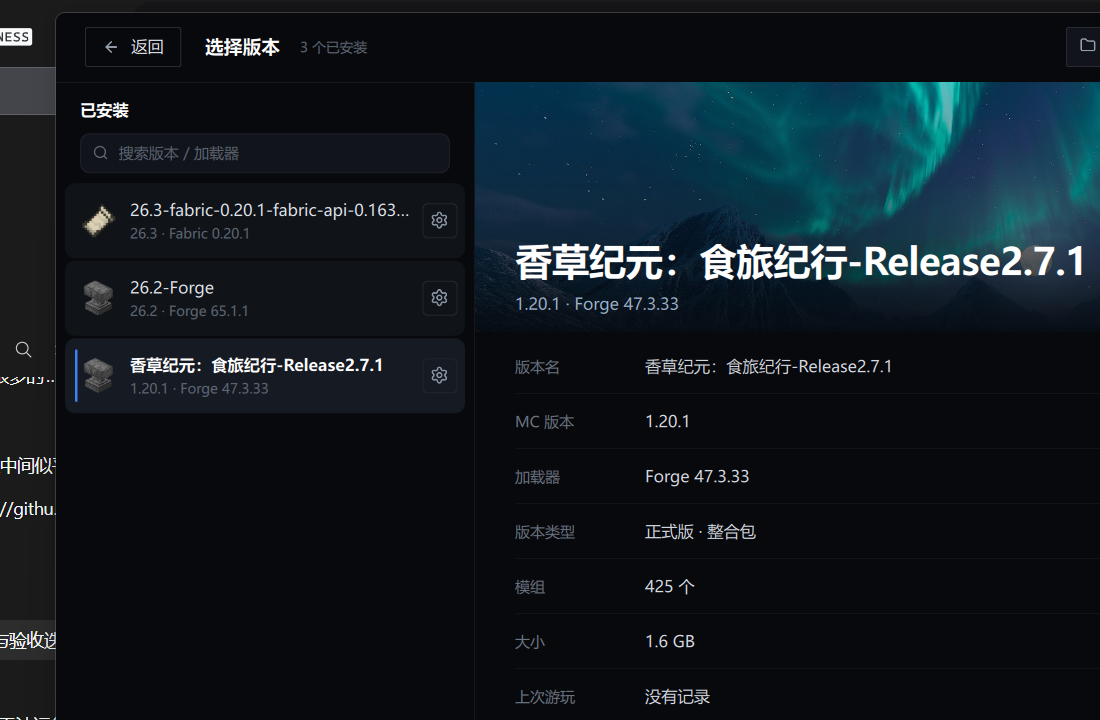 NESS
返回
选择版本
3 个已安装
已安装
搜索版本 / 加载器
26.3-fabric-0.20.1-fabric-api-0.163...
26.3 · Fabric 0.20.1
26.2-Forge
26.2 · Forge 65.1.1
香草纪元：食旅纪行-Release2.7.1
1.20.1 · Forge 47.3.33
中间似
//githu.
与验收选
香草纪元：食旅纪行-Release2.7.1
1.20.1 · Forge 47.3.33
版本名
香草纪元：食旅纪行-Release2.7.1
MC 版本
1.20.1
加载器
Forge 47.3.33
版本类型
正式版 · 整合包
模组
425 个
大小
1.6 GB
上次游玩
没有记录